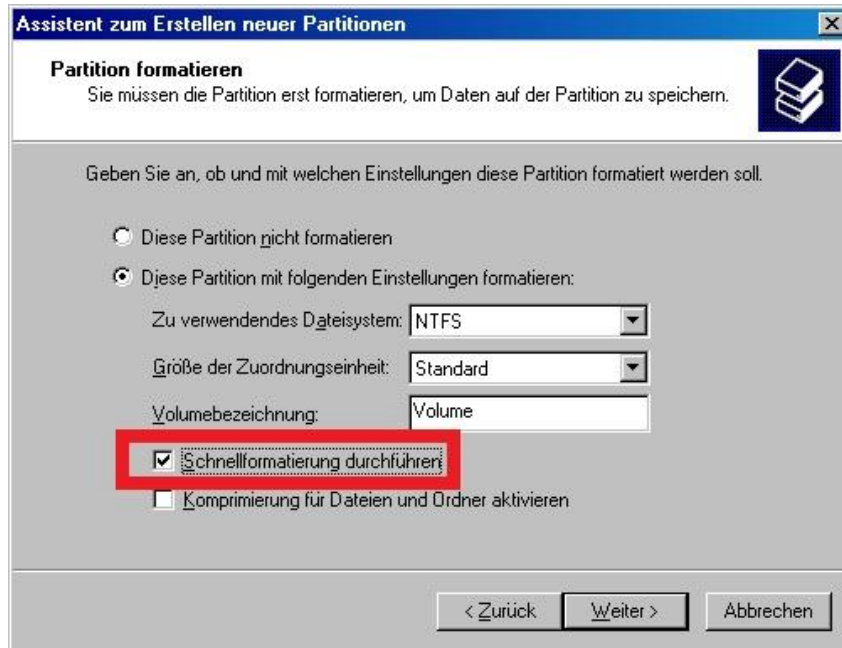 Assistent zum Erstellen neuer Partitionen
Partition formatieren
Sie müssen die Partition erst formatieren, um Daten auf der Partition zu speichern.
Geben Sie an, ob und mit welchen Einstellungen diese Partition formatiert werden soll.
Diese Partition nicht formatieren
Diese Partition mit folgenden Einstellungen formatieren:
Zu verwendendes Dateisystem: NTFS
Größe der Zuordnungseinheit: Standard
Volumebezeichnung: Volume
Schnellformatierung durchführen
Komprimierung für Dateien und Ordner aktivieren
< Zurück Weiter > Abbrechen